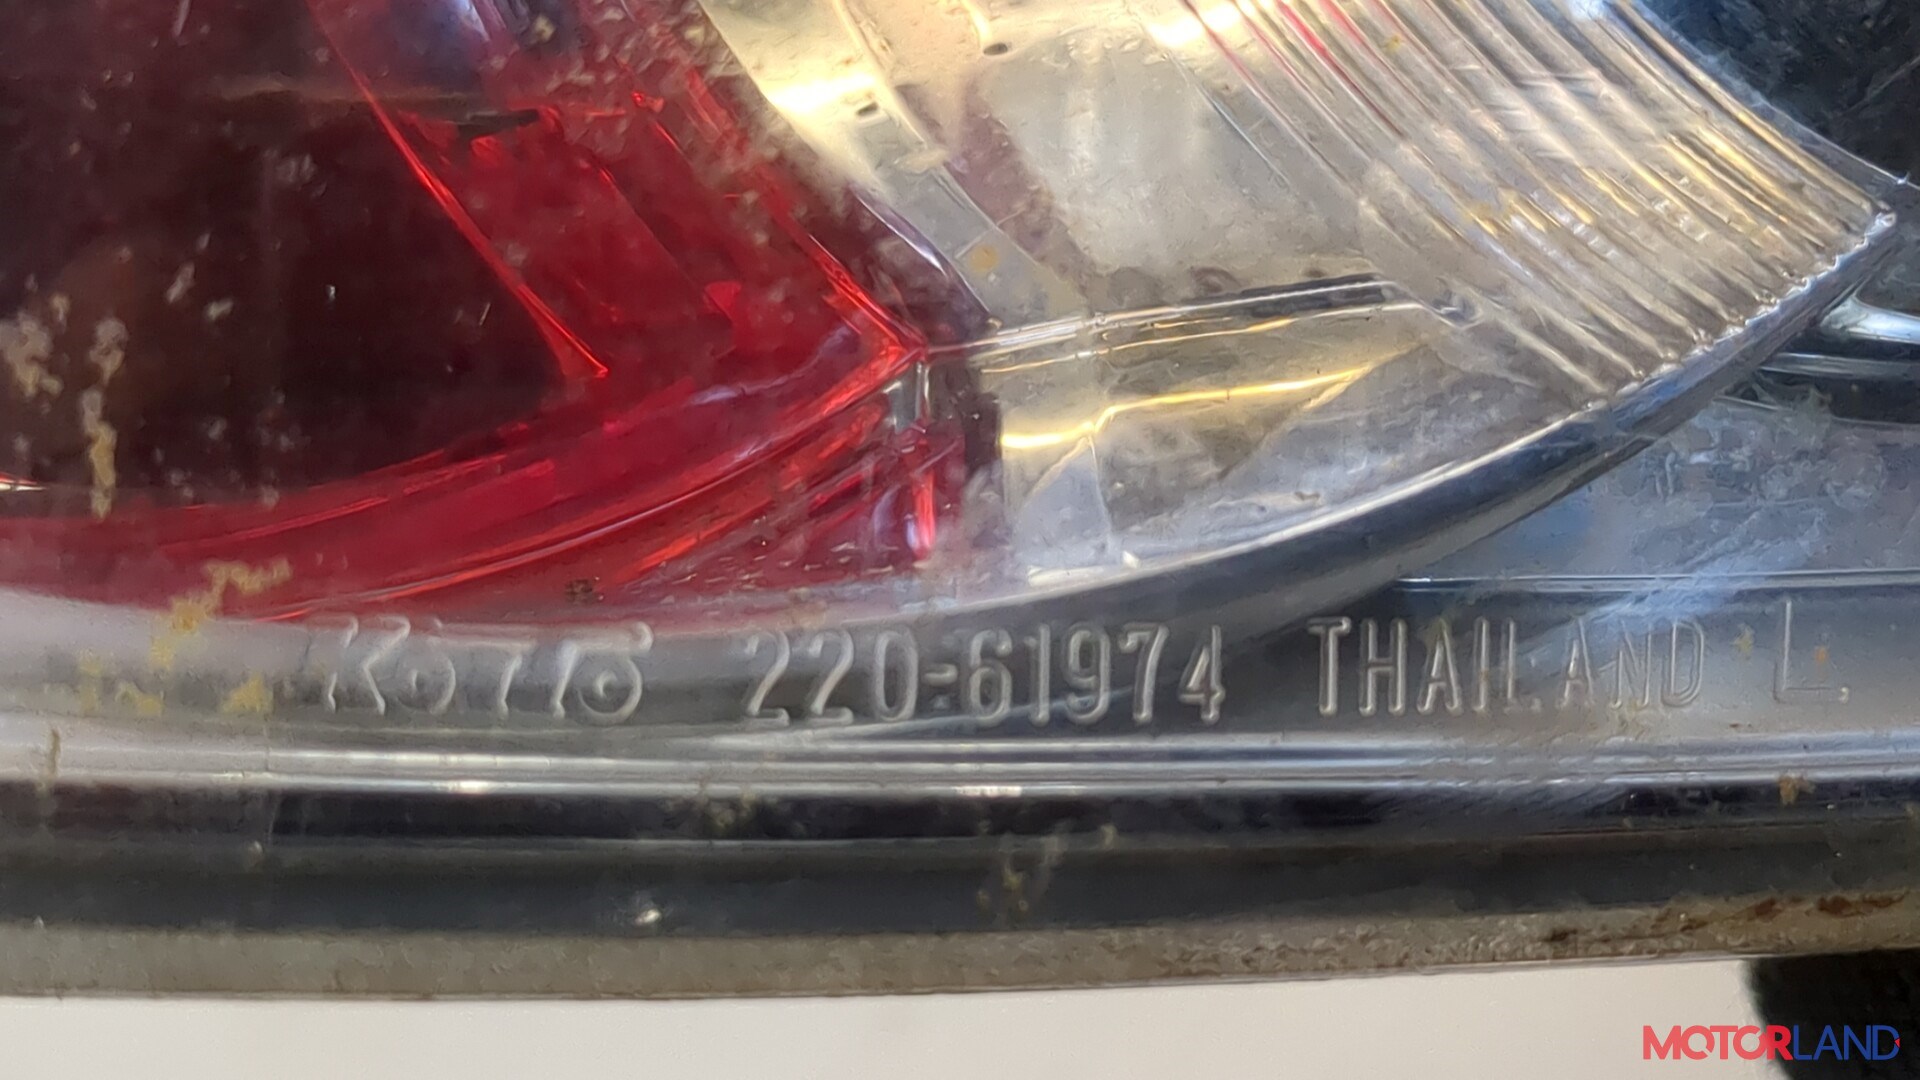 KOITO 220-61974 THAILAND L
MOTORLAND